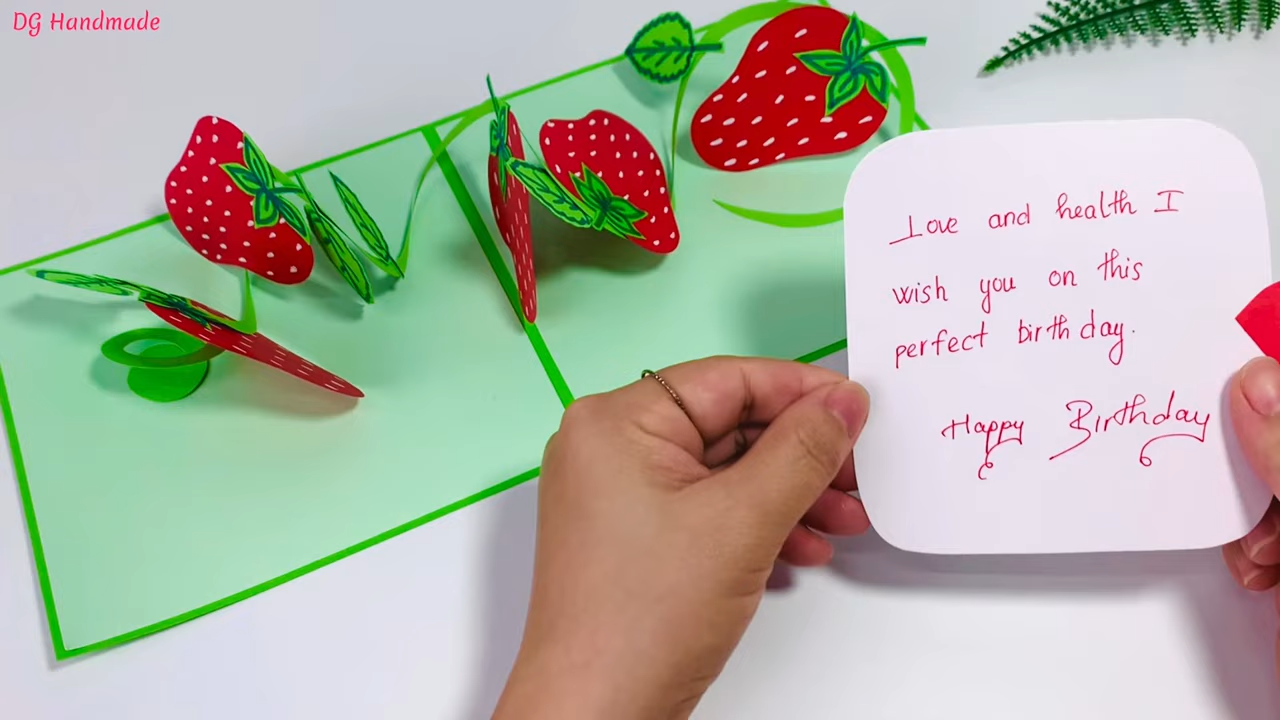 DG Handmade
Love and health I
wish you on this
perfect birthday.
Happy Birthday